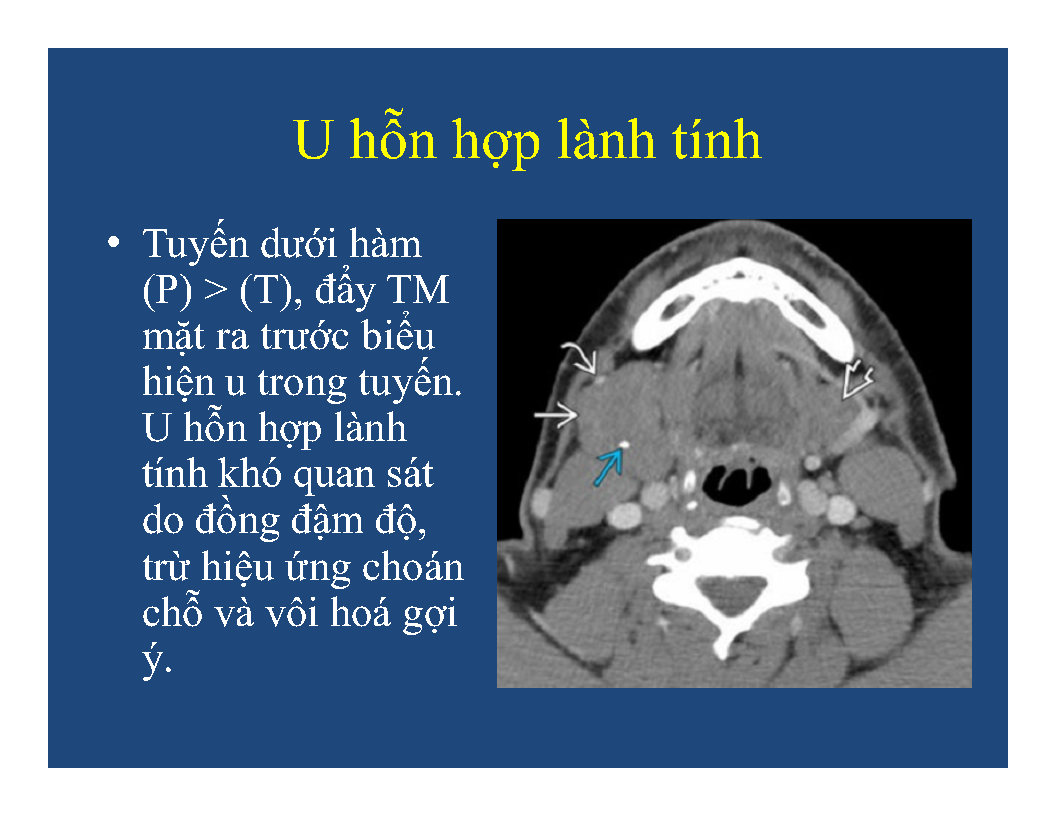 U hỗn hợp lành tính
• Tuyến dưới hàm
(P) > (T), đẩy TM
mặt ra trước biểu
hiện u trong tuyến.
U hỗn hợp lành
tính khó quan sát
do đồng đậm độ,
trừ hiệu ứng choán
chỗ và vôi hoá gợi
ý.